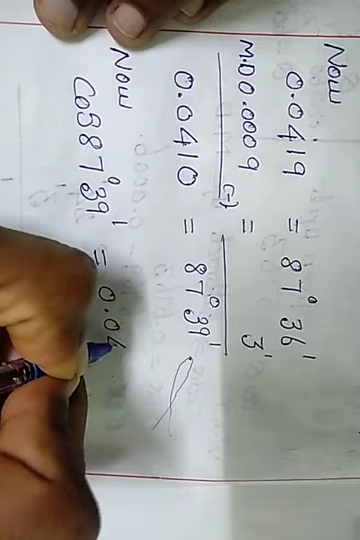 Now
0.0419 = 87° 36'
M.D 0.0009 (-) = 3'
0.0410 = 87° 39'
Now
Cos 87° 39' = 0.04